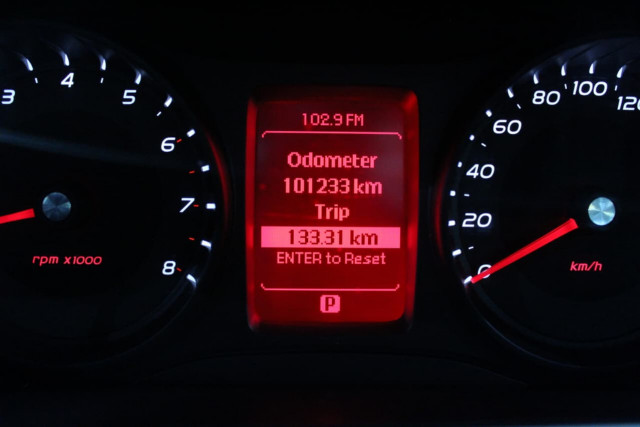 102.9 FM
Odometer
101233 km
Trip
133.31 km
ENTER to Reset
P
3
4
5
6
7
8
rpm x1000
0
20
40
60
80
100
120
km/h